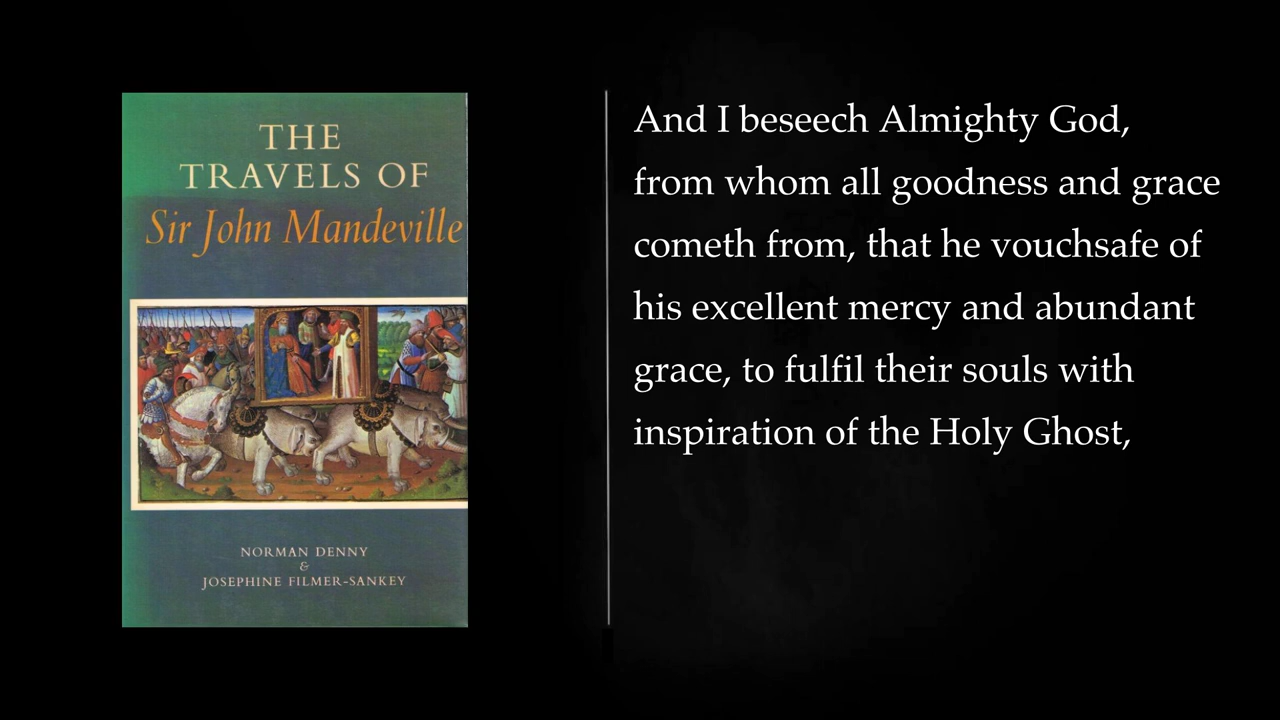 THE
TRAVELS OF
Sir John Mandeville
NORMAN DENNY
&
JOSEPHINE FILMER-SANKEY
And I beseech Almighty God,
from whom all goodness and grace
cometh from, that he vouchsafe of
his excellent mercy and abundant
grace, to fulfil their souls with
inspiration of the Holy Ghost,